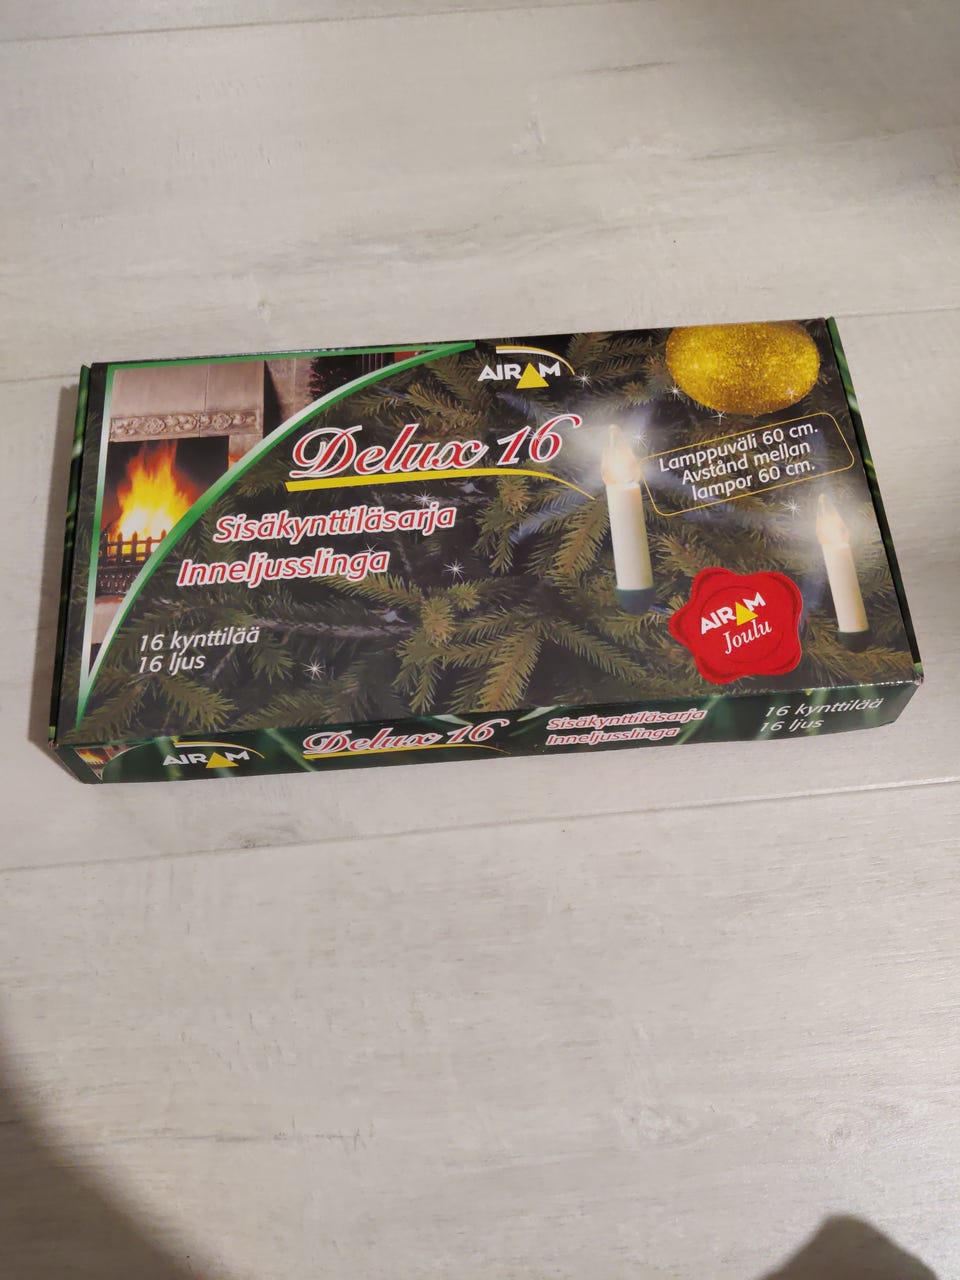 AIRAM
Delux 16
Lamppuväli 60 cm.
Avstånd mellan
lampor 60 cm.
Sisäkynttiläsarja
Inneljusslinga
AIRAM
Joulu
16 kynttilää
16 ljus
AIRAM
Delux 16
Sisäkynttiläsarja
Inneljusslinga
16 kynttilää
16 ljus